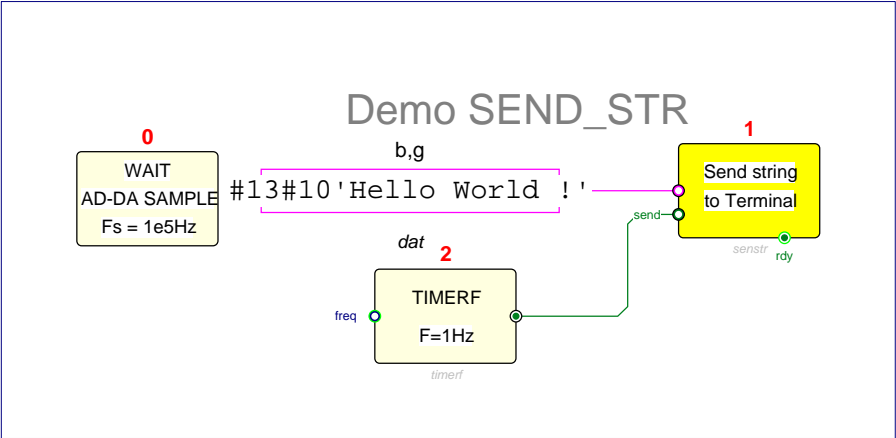 Demo SEND_STR
0
WAIT
AD-DA SAMPLE
Fs = 1e5Hz
b,g
#13#10'Hello World !'
dat
1
Send string
to Terminal
send
senstr
rdy
2
TIMERF
F=1Hz
freq
timerf